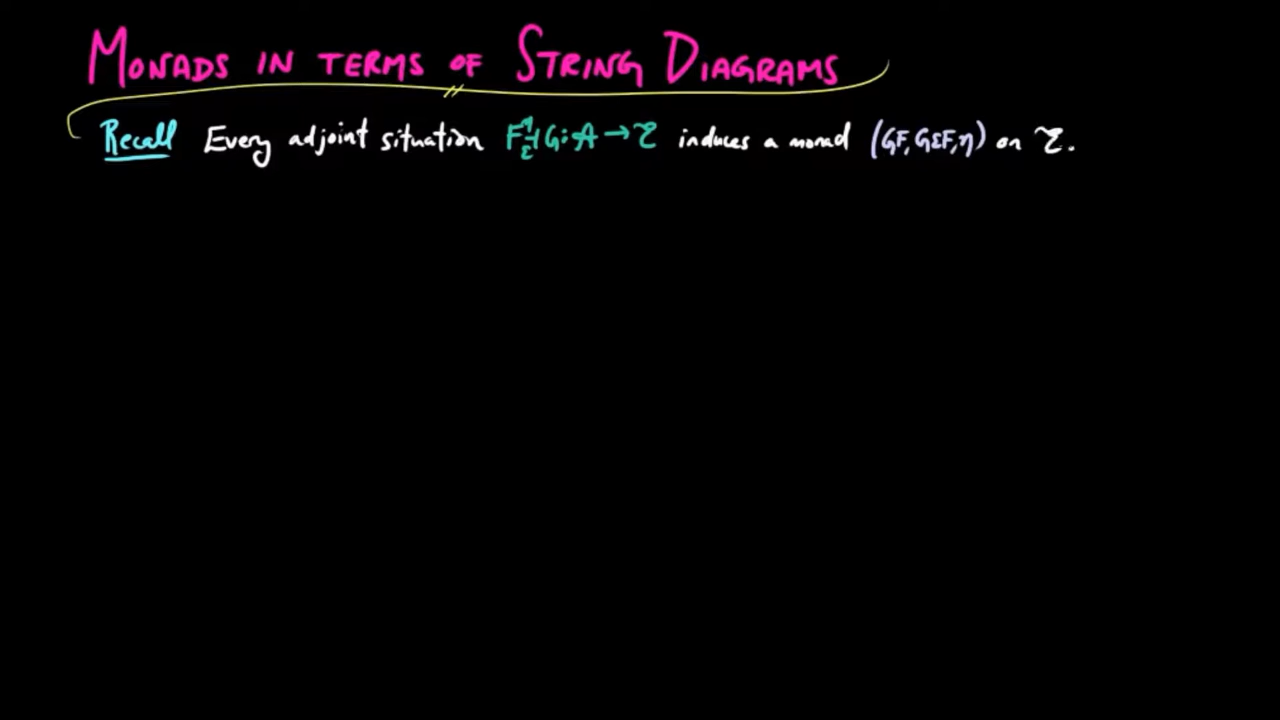 MONADS IN TERMS OF STRING DIAGRAMS
Recall Every adjoint situation F η⊣ε G : A → C induces a monad (GF, GεF, η) on C.